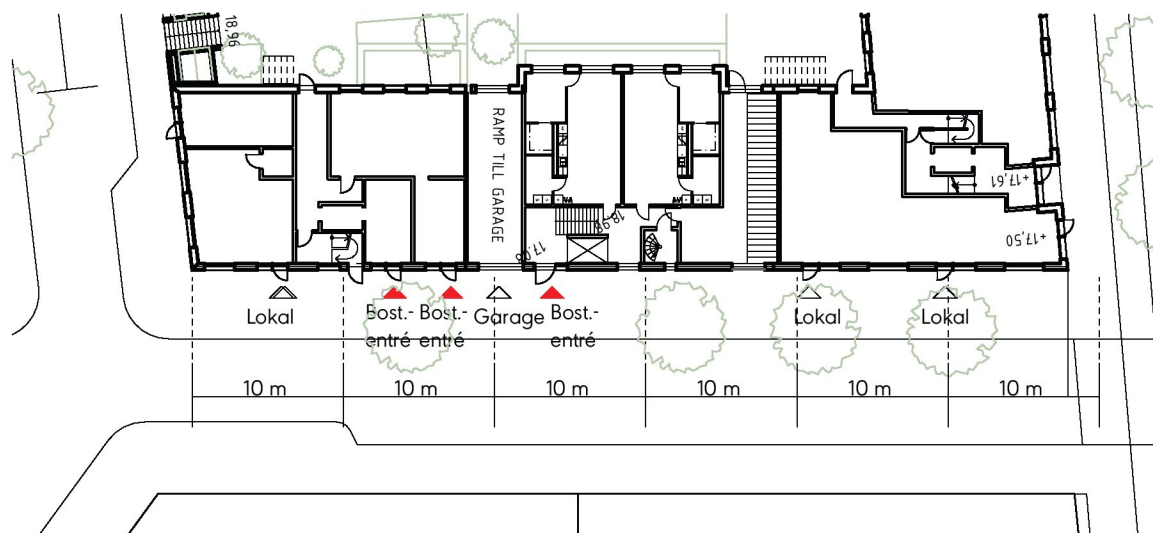 18,96
RAMP TILL GARAGE
18.98
17.08
+17,61
+17,50
Lokal
Bost.-
entré
Bost.-
entré
Garage
Bost.-
entré
Lokal
Lokal
10 m
10 m
10 m
10 m
10 m
10 m